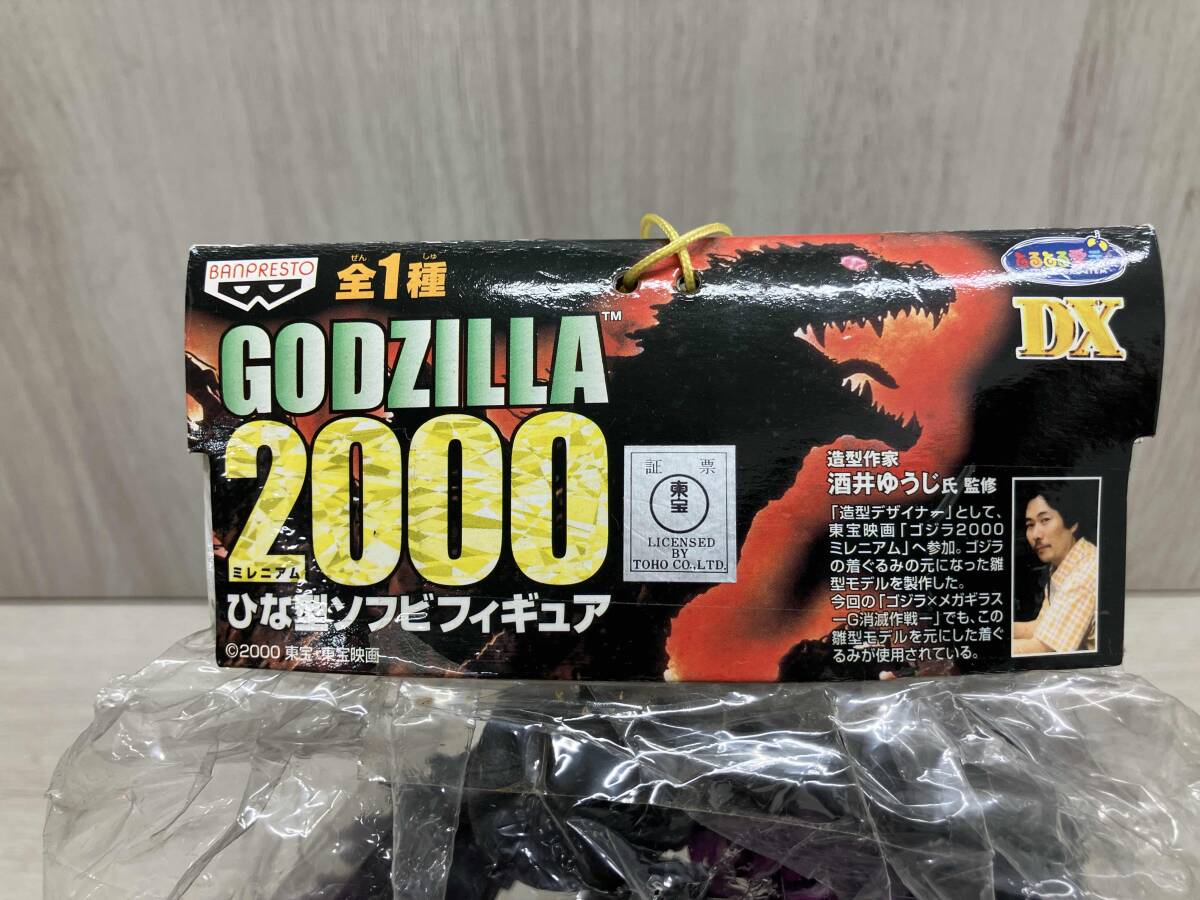 BANPRESTO
ぜん しゅ
全1種
GODZILLA™
2000
ミレニアム
ひな型ソフビフィギュア
©2000 東宝・東宝映画
証 票
東宝
LICENSED
BY
TOHO CO.,LTD.
DX
造型作家
酒井ゆうじ氏 監修
「造型デザイナー」として、
東宝映画「ゴジラ2000
ミレニアム」へ参加。ゴジラ
の着ぐるみの元になった雛
型モデルを製作した。
今回の「ゴジラ×メガギラス
―G消滅作戦―」でも、この
雛型モデルを元にした着ぐ
るみが使用されている。